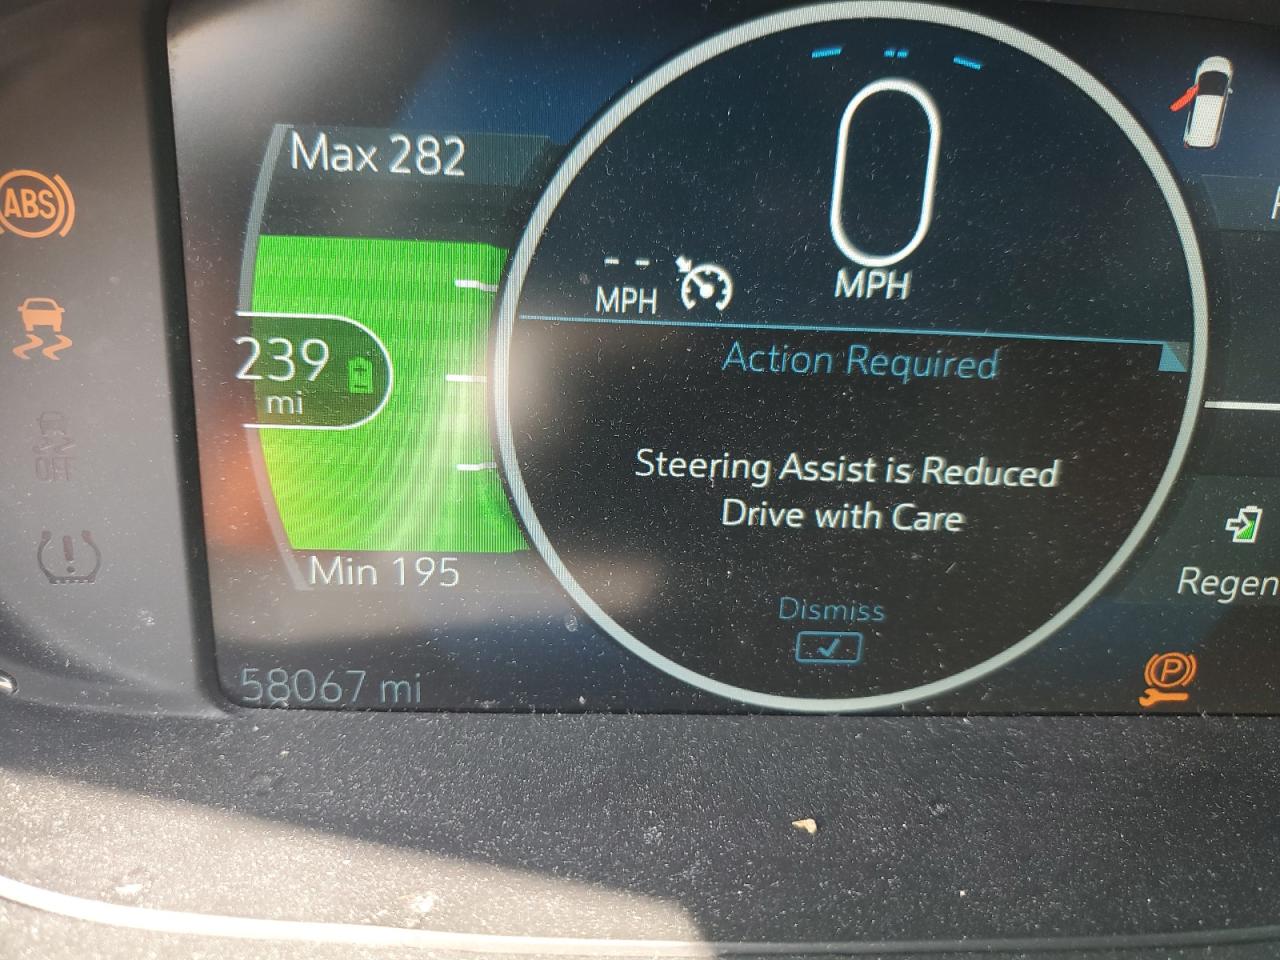 ABS
OFF
Max 282
239
mi
Min 195
58067 mi
0
MPH
-- MPH
Action Required
Steering Assist is Reduced
Drive with Care
Dismiss
Regen
P